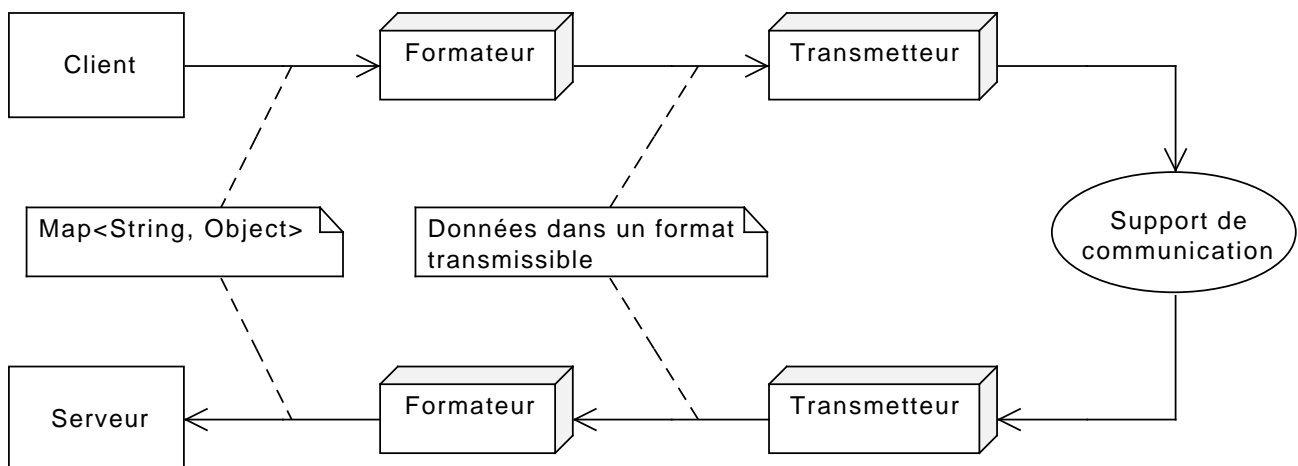 Client
Formateur
Transmetteur
Map<String, Object>
Données dans un format
transmissible
Support de
communication
Serveur
Formateur
Transmetteur